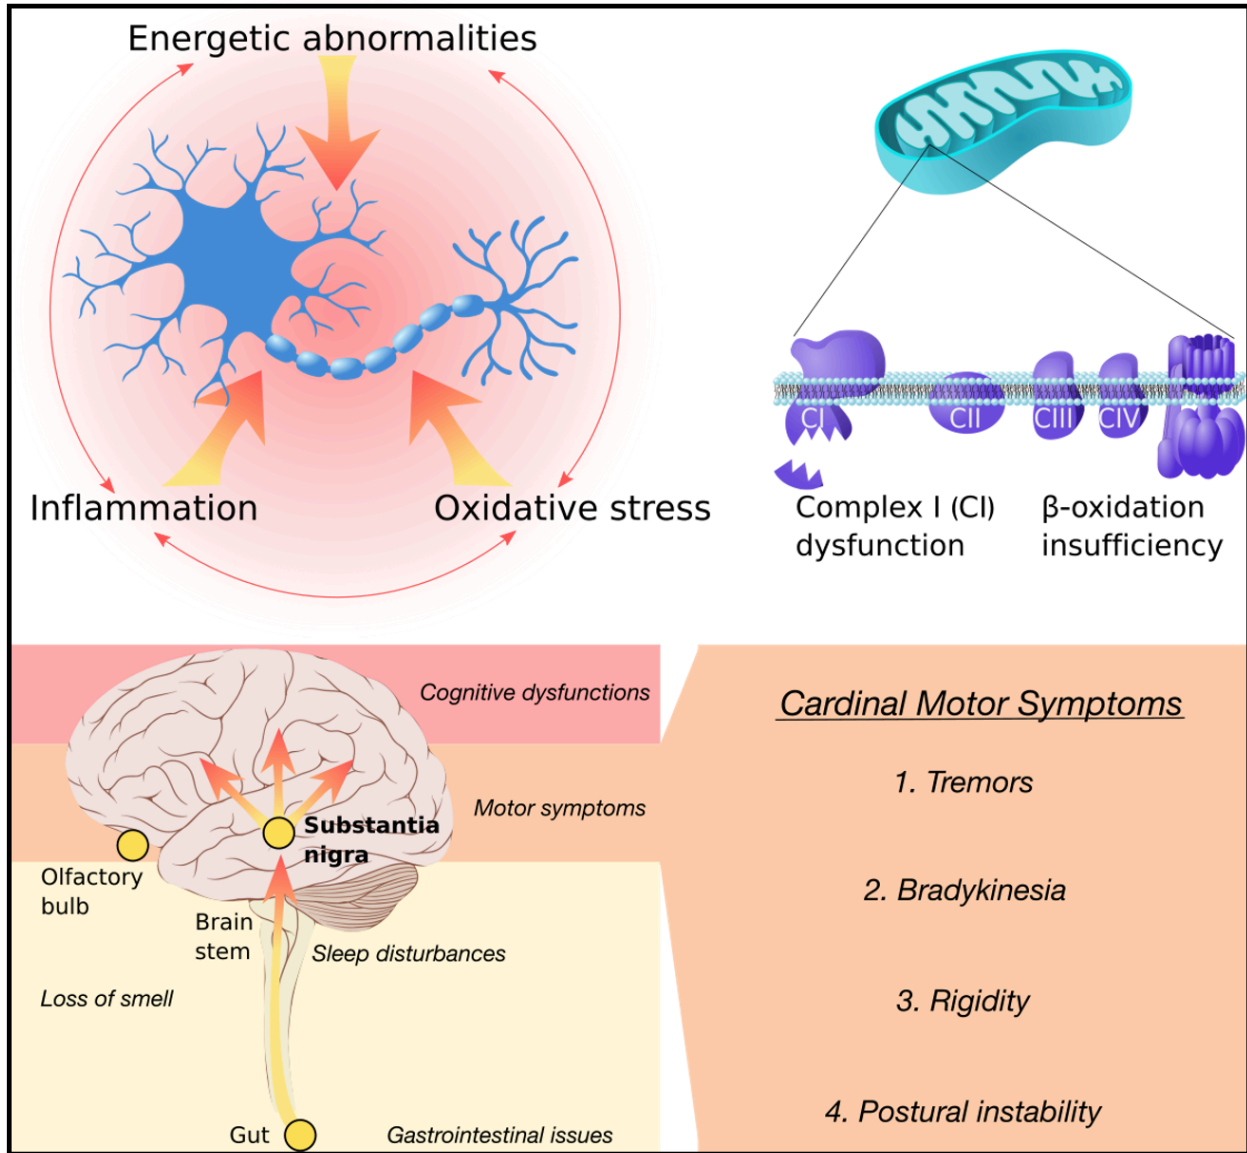 Energetic abnormalities
Inflammation
Oxidative stress
CI
CII
CIII
CIV
Complex I (CI)
dysfunction
β-oxidation
insufficiency
Cognitive dysfunctions
Motor symptoms
Substantia
nigra
Olfactory
bulb
Brain
stem
Sleep disturbances
Loss of smell
Gut
Gastrointestinal issues
Cardinal Motor Symptoms
1. Tremors
2. Bradykinesia
3. Rigidity
4. Postural instability